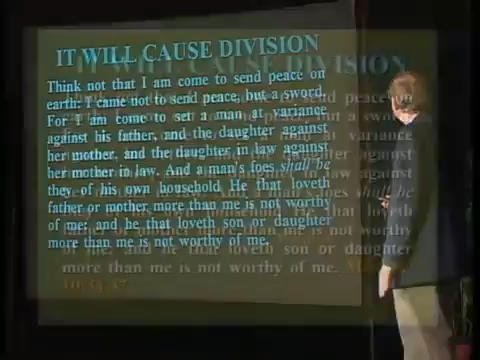 IT WILL CAUSE DIVISION
Think not that I am come to send peace on
earth: I came not to send peace, but a sword.
For I am come to set a man at variance
against his father, and the daughter against
her mother, and the daughter in law against
her mother in law. And a man's foes shall be
they of his own household He that loveth
father or mother more than me is not worthy
of me: and he that loveth son or daughter
more than me is not worthy of me.